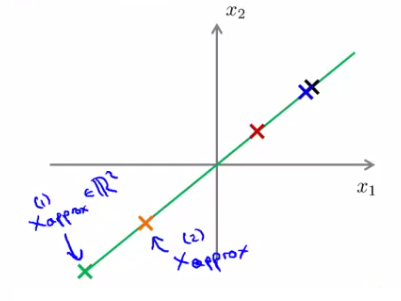 x₂
x₁
(1)
xapprox ∈ℝ²
(2)
xapprox